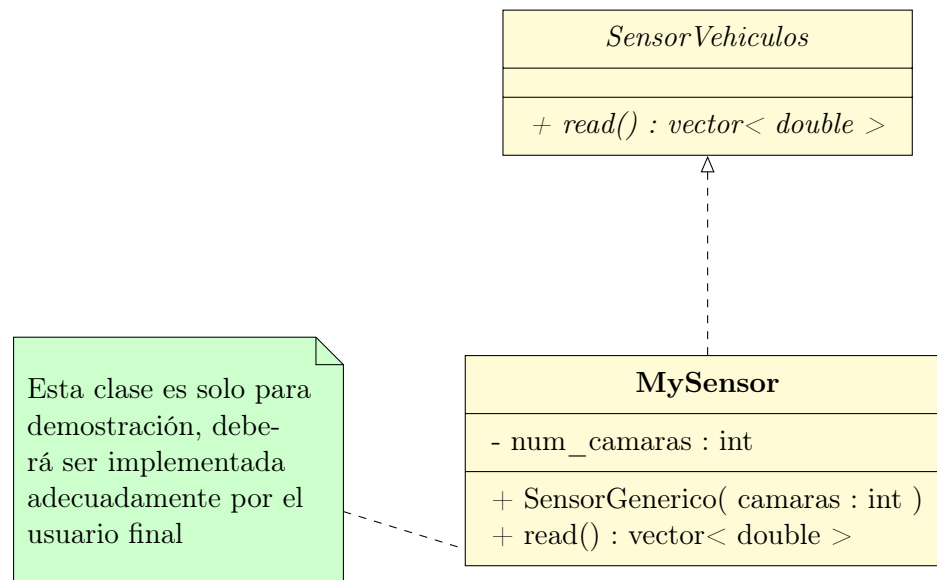 SensorVehiculos
+ read() : vector< double >
Esta clase es solo para
demostración, debe-
rá ser implementada
adecuadamente por el
usuario final
MySensor
- num_camaras : int
+ SensorGenerico( camaras : int )
+ read() : vector< double >